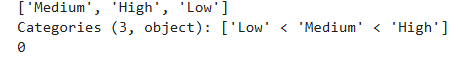 ['Medium', 'High', 'Low']
Categories (3, object): ['Low' < 'Medium' < 'High']
0